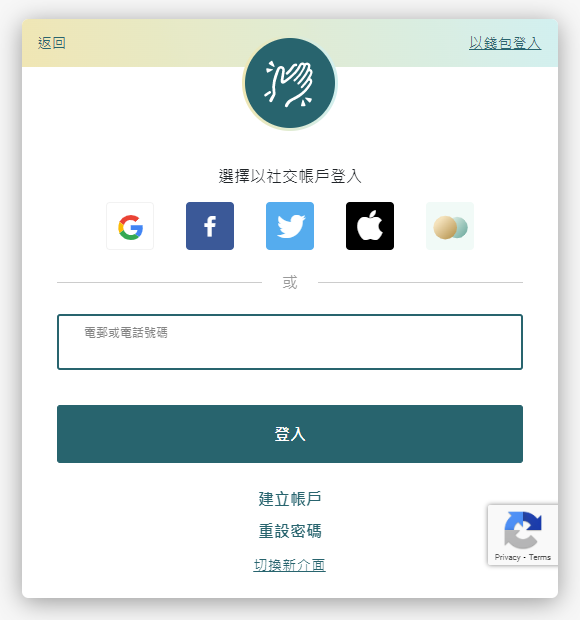 返回
以錢包登入
選擇以社交帳戶登入
或
電郵或電話號碼
登入
建立帳戶
重設密碼
切換新介面
Privacy - Terms